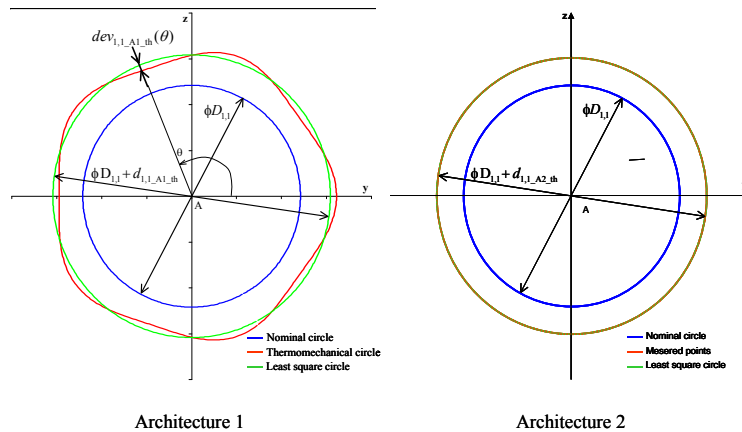 z
dev₁,₁_A1_th(θ)
ϕD₁,₁
θ
ϕD₁,₁ + d₁,₁_A1_th
y
A
Nominal circle
Thermomechanical circle
Least square circle
Architecture 1
z
ϕD₁,₁
ϕD₁,₁ + d₁,₁_A2_th
A
Nominal circle
Mesered points
Least square circle
Architecture 2